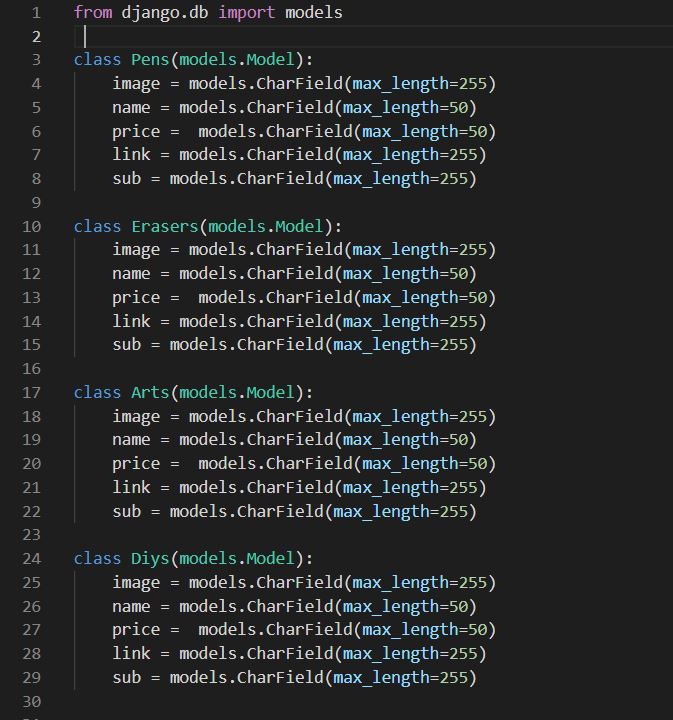 1 from django.db import models
2
3 class Pens(models.Model):
4     image = models.CharField(max_length=255)
5     name = models.CharField(max_length=50)
6     price =  models.CharField(max_length=50)
7     link = models.CharField(max_length=255)
8     sub = models.CharField(max_length=255)
9
10 class Erasers(models.Model):
11     image = models.CharField(max_length=255)
12     name = models.CharField(max_length=50)
13     price =  models.CharField(max_length=50)
14     link = models.CharField(max_length=255)
15     sub = models.CharField(max_length=255)
16
17 class Arts(models.Model):
18     image = models.CharField(max_length=255)
19     name = models.CharField(max_length=50)
20     price =  models.CharField(max_length=50)
21     link = models.CharField(max_length=255)
22     sub = models.CharField(max_length=255)
23
24 class Diys(models.Model):
25     image = models.CharField(max_length=255)
26     name = models.CharField(max_length=50)
27     price =  models.CharField(max_length=50)
28     link = models.CharField(max_length=255)
29     sub = models.CharField(max_length=255)
30